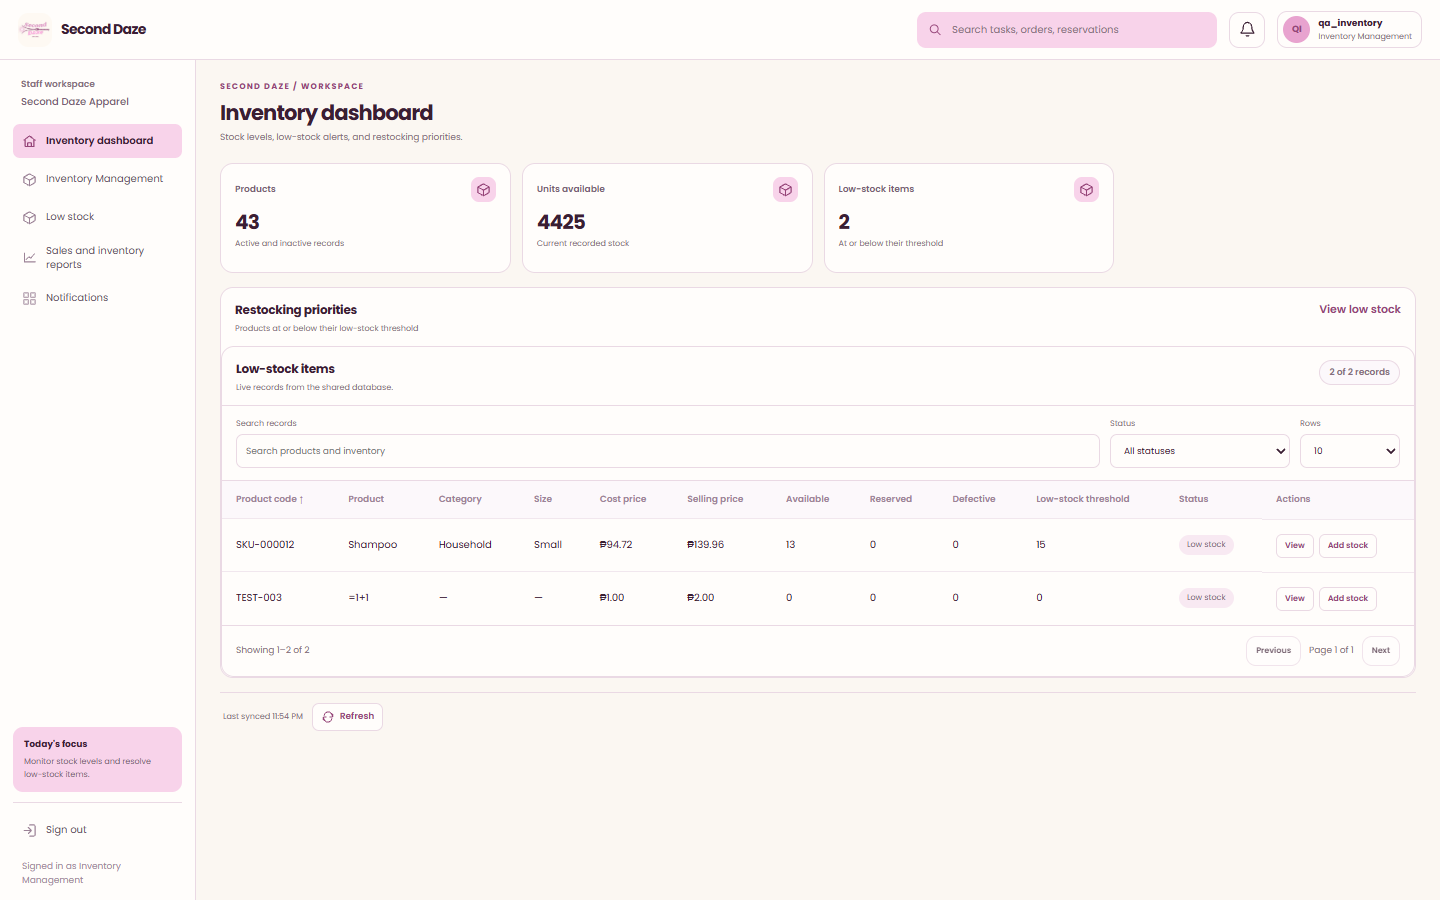 Second Daze
Search tasks, orders, reservations
QI
qa_inventory
Inventory Management
Staff workspace
Second Daze Apparel
Inventory dashboard
Inventory Management
Low stock
Sales and inventory
reports
Notifications
Today's focus
Monitor stock levels and resolve
low-stock items.
Sign out
Signed in as Inventory
Management
SECOND DAZE / WORKSPACE
Inventory dashboard
Stock levels, low-stock alerts, and restocking priorities.
Products
43
Active and inactive records
Units available
4425
Current recorded stock
Low-stock items
2
At or below their threshold
Restocking priorities
View low stock
Products at or below their low-stock threshold
Low-stock items
2 of 2 records
Live records from the shared database.
Search records Status Rows
Search products and inventory All statuses 10
Product code ↑ Product Category Size Cost price Selling price Available Reserved Defective Low-stock threshold Status Actions
SKU-000012 Shampoo Household Small ₱94.72 ₱139.96 13 0 0 15 Low stock View Add stock
TEST-003 =1+1 — — ₱1.00 ₱2.00 0 0 0 0 Low stock View Add stock
Showing 1–2 of 2 Previous Page 1 of 1 Next
Last synced 11:54 PM Refresh